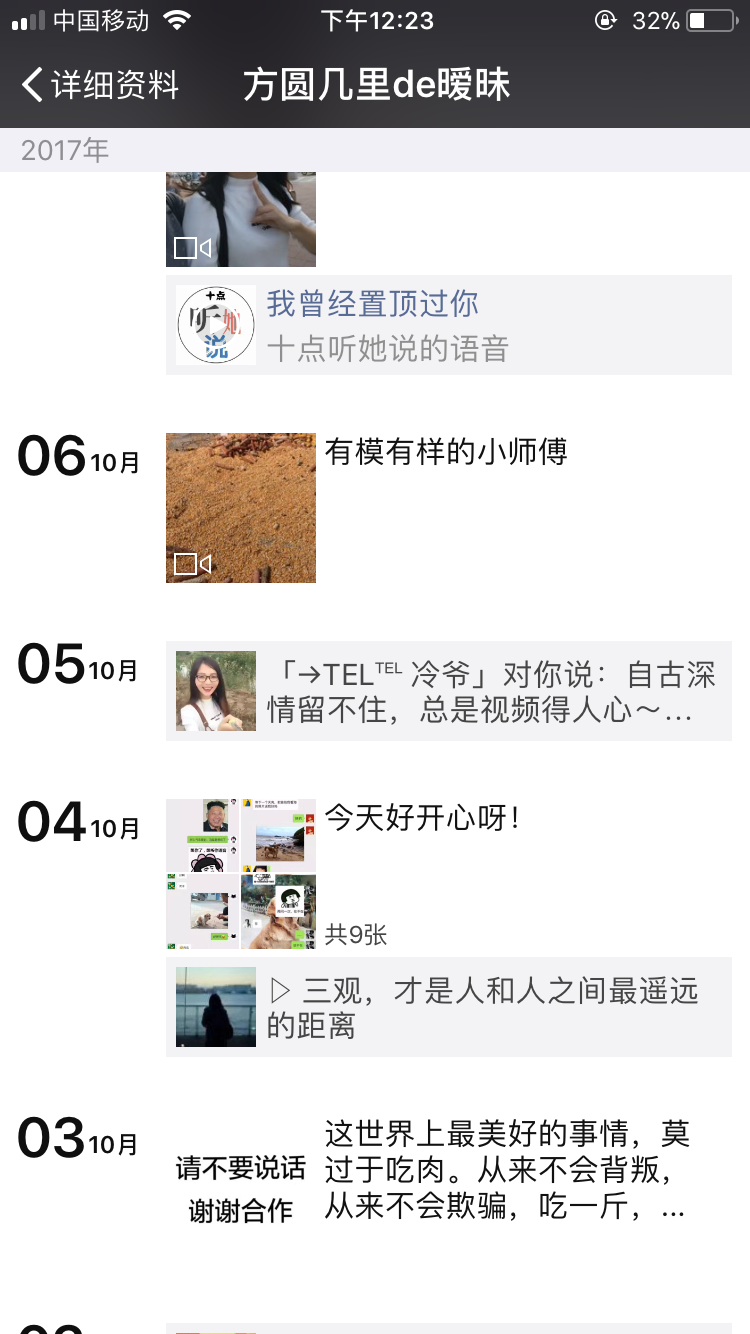 中国移动
下午12:23
32%
详细资料
方圆几里de暧昧
2017年
十点
听她
说
我曾经置顶过你
十点听她说的语音
06 10月
有模有样的小师傅
05 10月
「→TELᵀᴱᴸ 冷爷」对你说：自古深
情留不住，总是视频得人心～...
04 10月
今天好开心呀！
共9张
▷ 三观，才是人和人之间最遥远
的距离
03 10月
请不要说话
谢谢合作
这世界上最美好的事情，莫
过于吃肉。从来不会背叛，
从来不会欺骗，吃一斤，...